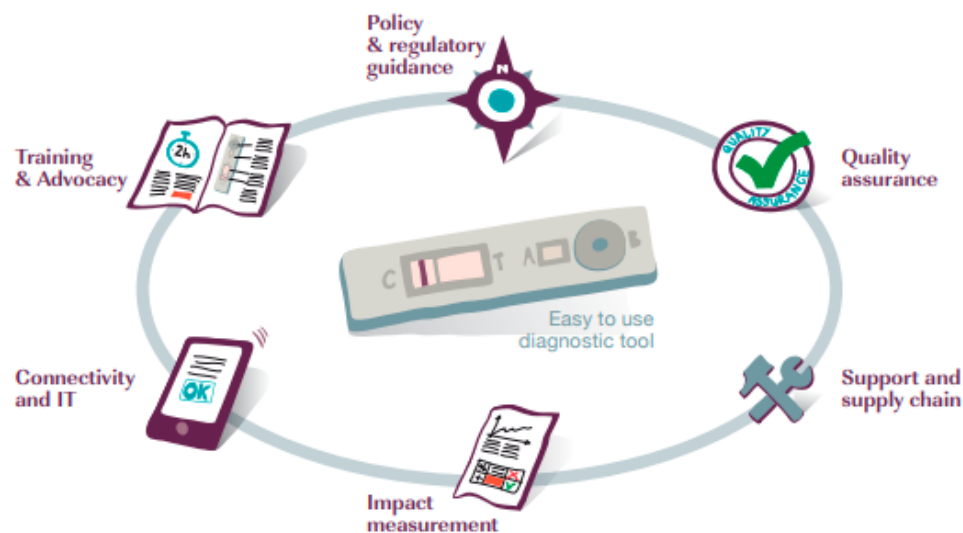 Policy
& regulatory
guidance
N
Training
& Advocacy
2h
QUALITY
ASSURANCE
Quality
assurance
C T A B
Easy to use
diagnostic tool
Connectivity
and IT
OK
Support and
supply chain
Impact
measurement